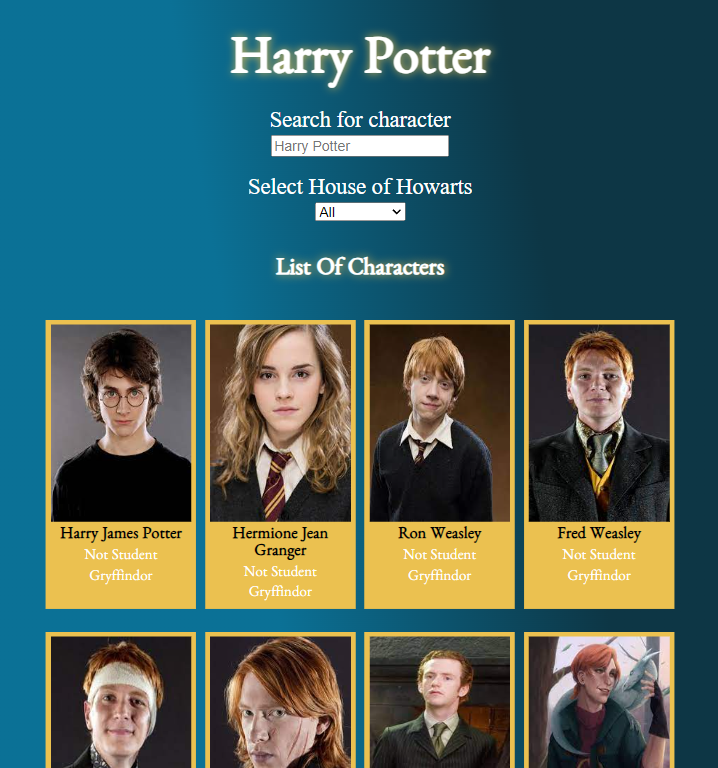 Harry Potter
Search for character
Harry Potter
Select House of Howarts
All
List Of Characters
Harry James Potter
Not Student
Gryffindor
Hermione Jean
Granger
Not Student
Gryffindor
Ron Weasley
Not Student
Gryffindor
Fred Weasley
Not Student
Gryffindor